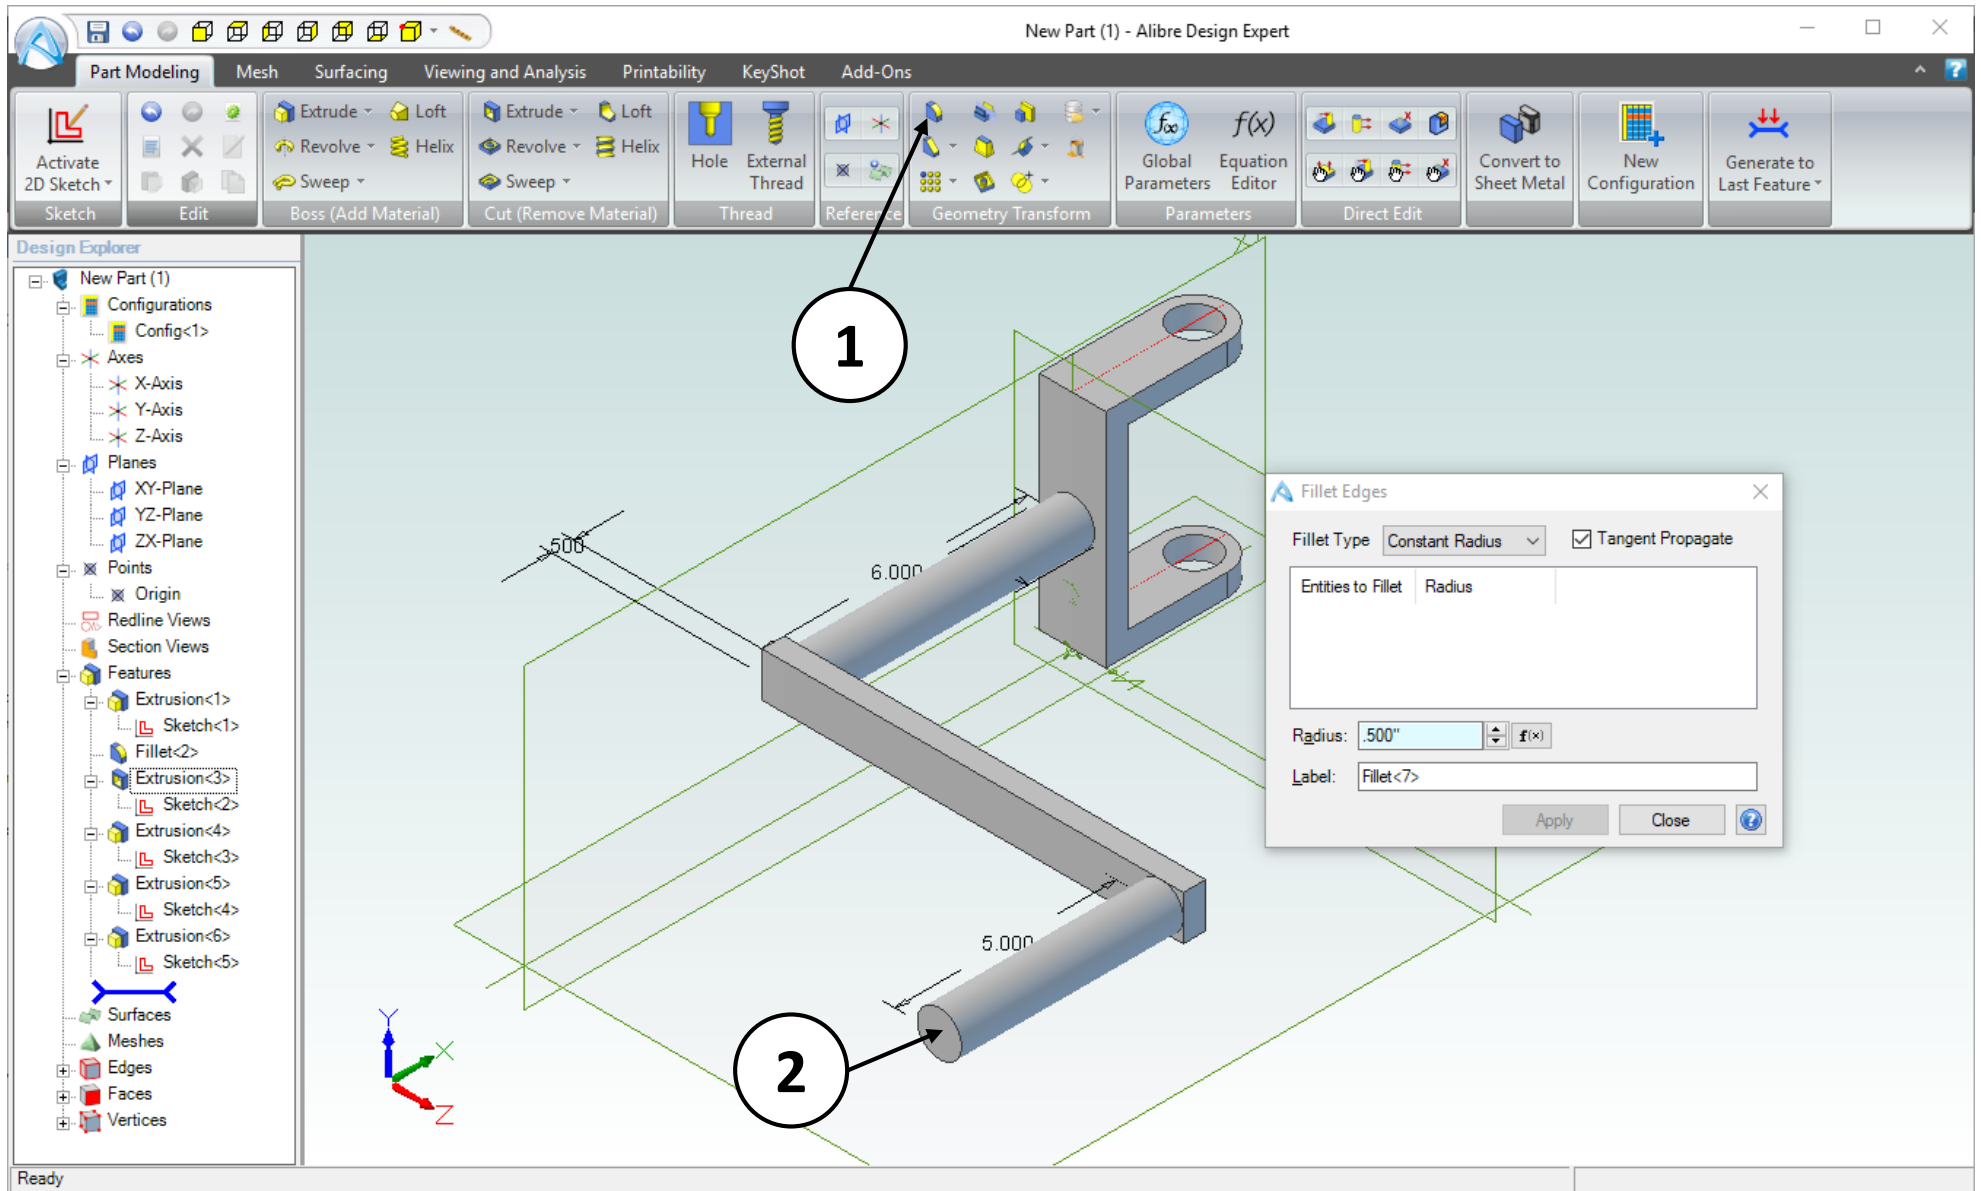 New Part (1) - Alibre Design Expert
Part Modeling Mesh Surfacing Viewing and Analysis Printability KeyShot Add-Ons
Activate
2D Sketch
Sketch
Edit
Extrude Loft
Revolve Helix
Sweep
Boss (Add Material)
Extrude Loft
Revolve Helix
Sweep
Cut (Remove Material)
Hole
External
Thread
Thread
Reference
Geometry Transform
Global
Parameters
f(x)
Equation
Editor
Parameters
Direct Edit
Convert to
Sheet Metal
New
Configuration
Generate to
Last Feature
Design Explorer
New Part (1)
Configurations
Config<1>
Axes
X-Axis
Y-Axis
Z-Axis
Planes
XY-Plane
YZ-Plane
ZX-Plane
Points
Origin
Redline Views
Section Views
Features
Extrusion<1>
Sketch<1>
Fillet<2>
Extrusion<3>
Sketch<2>
Extrusion<4>
Sketch<3>
Extrusion<5>
Sketch<4>
Extrusion<6>
Sketch<5>
Surfaces
Meshes
Edges
Faces
Vertices
1
.500
6.000
5.000
2
Y
X
Z
Fillet Edges
Fillet Type Constant Radius Tangent Propagate
Entities to Fillet Radius
Radius: .500" f(x)
Label: Fillet<7>
Apply Close
Ready